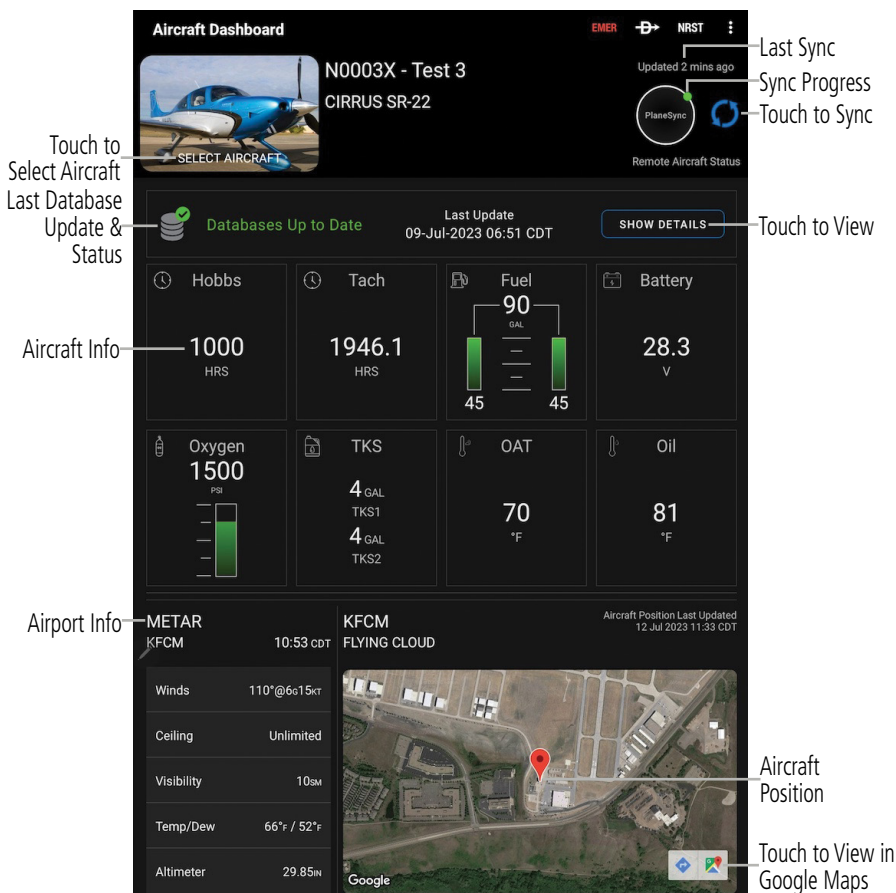 Aircraft Dashboard
EMER
NRST
Updated 2 mins ago
Last Sync
Sync Progress
Touch to Sync
N0003X - Test 3
CIRRUS SR-22
PlaneSync
Remote Aircraft Status
SELECT AIRCRAFT
Touch to
Select Aircraft
Last Database
Update &
Status
Databases Up to Date
Last Update
09-Jul-2023 06:51 CDT
SHOW DETAILS
Touch to View
Aircraft Info
Hobbs
1000
HRS
Tach
1946.1
HRS
Fuel
90
GAL
45
45
Battery
28.3
V
Oxygen
1500
PSI
TKS
4 GAL
TKS1
4 GAL
TKS2
OAT
70
°F
Oil
81
°F
Airport Info
METAR
KFCM
10:53 CDT
Winds
110°@6G15KT
Ceiling
Unlimited
Visibility
10SM
Temp/Dew
66°F / 52°F
Altimeter
29.85IN
KFCM
FLYING CLOUD
Aircraft Position Last Updated
12 Jul 2023 11:33 CDT
Aircraft
Position
Google
Touch to View in
Google Maps